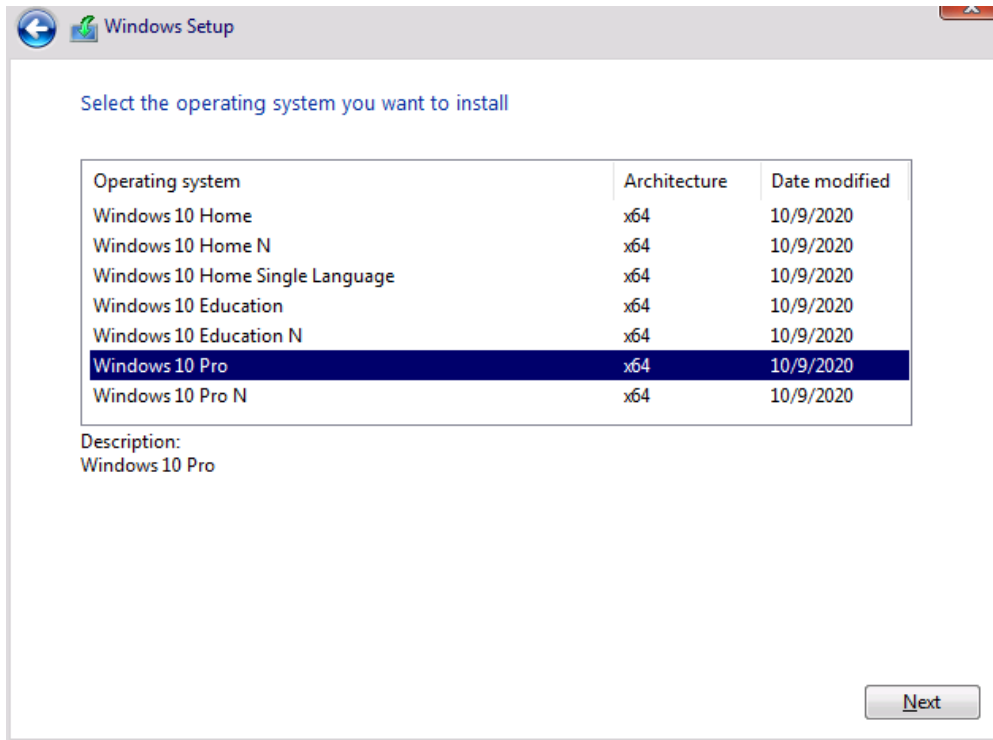 Windows Setup
Select the operating system you want to install
Operating system Architecture Date modified
Windows 10 Home x64 10/9/2020
Windows 10 Home N x64 10/9/2020
Windows 10 Home Single Language x64 10/9/2020
Windows 10 Education x64 10/9/2020
Windows 10 Education N x64 10/9/2020
Windows 10 Pro x64 10/9/2020
Windows 10 Pro N x64 10/9/2020
Description:
Windows 10 Pro
Next